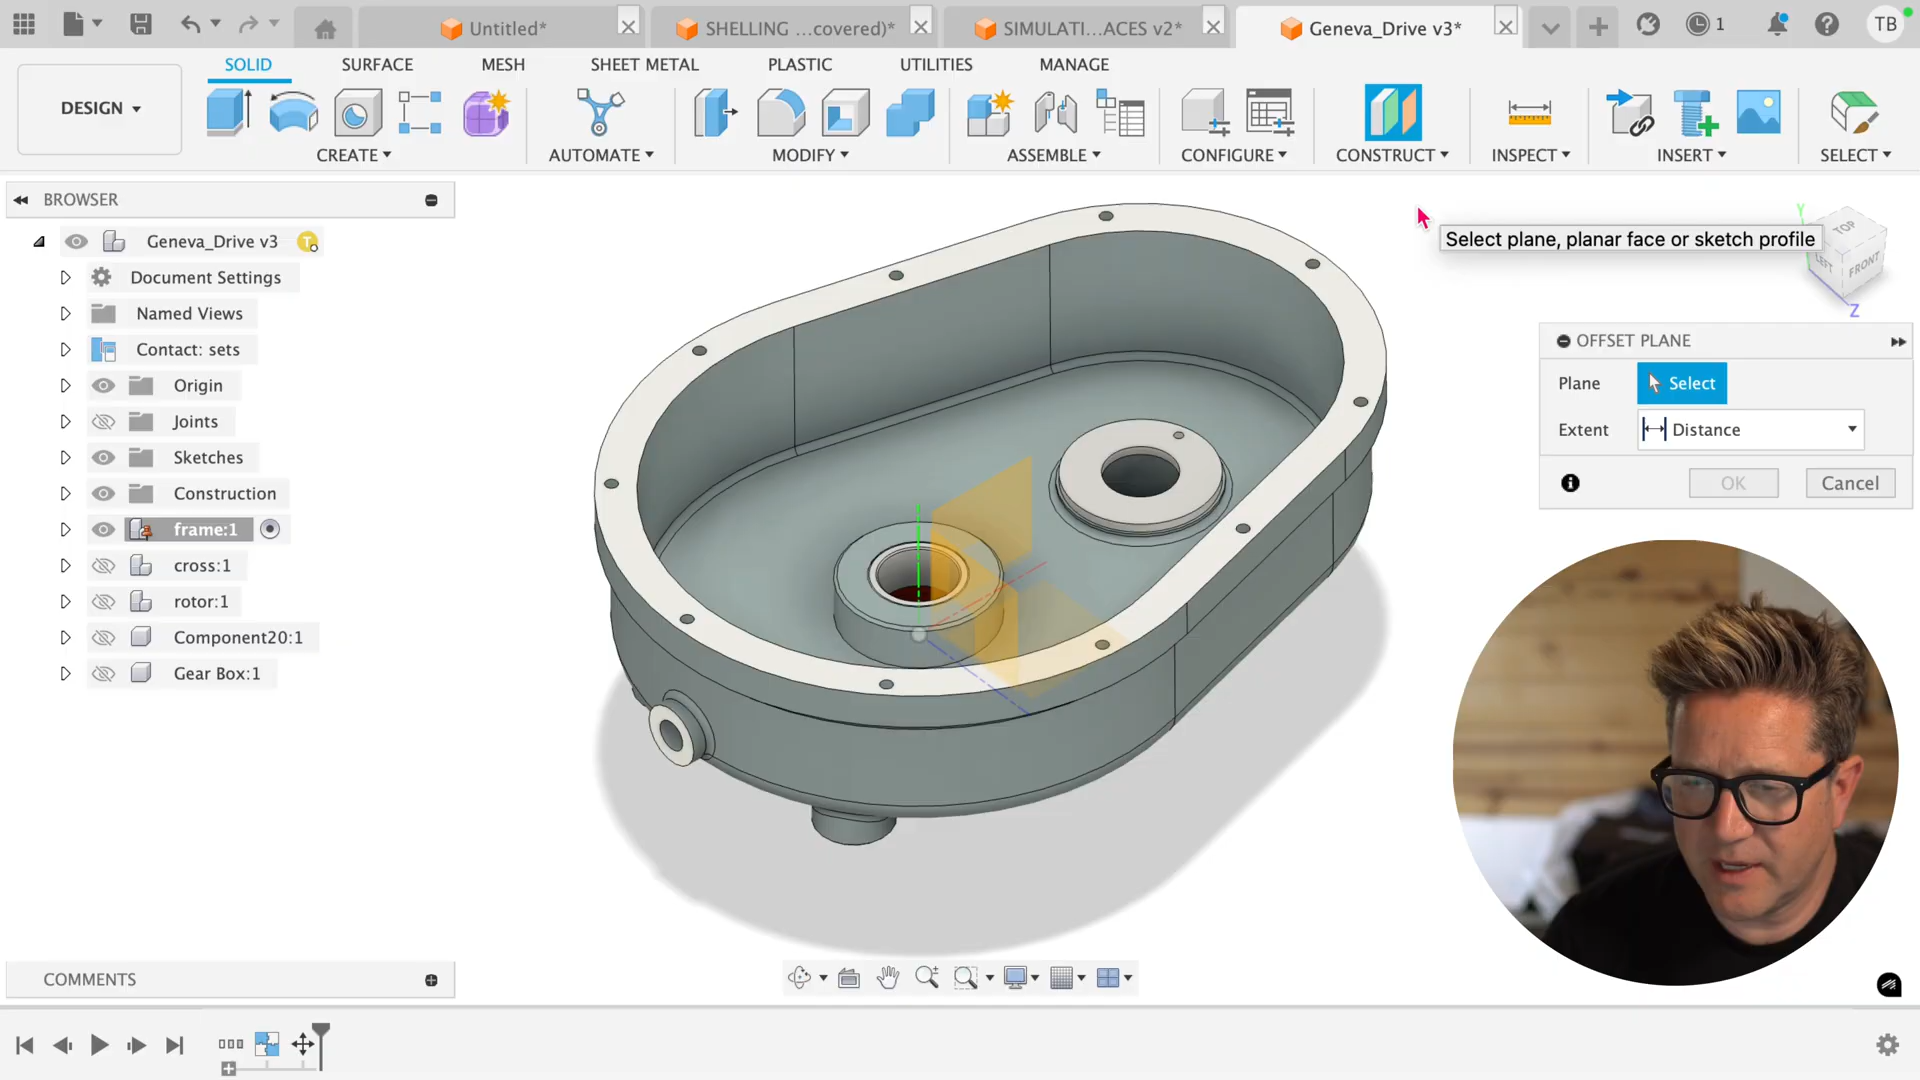 Untitled*
SHELLING ...covered)*
SIMULATI...ACES v2*
Geneva_Drive v3*
1
TB
DESIGN
SOLID
SURFACE
MESH
SHEET METAL
PLASTIC
UTILITIES
MANAGE
CREATE
AUTOMATE
MODIFY
ASSEMBLE
CONFIGURE
CONSTRUCT
INSPECT
INSERT
SELECT
BROWSER
Geneva_Drive v3
Document Settings
Named Views
Contact: sets
Origin
Joints
Sketches
Construction
frame:1
cross:1
rotor:1
Component20:1
Gear Box:1
Select plane, planar face or sketch profile
Y
TOP
LEFT
FRONT
Z
OFFSET PLANE
Plane
Select
Extent
Distance
OK
Cancel
COMMENTS